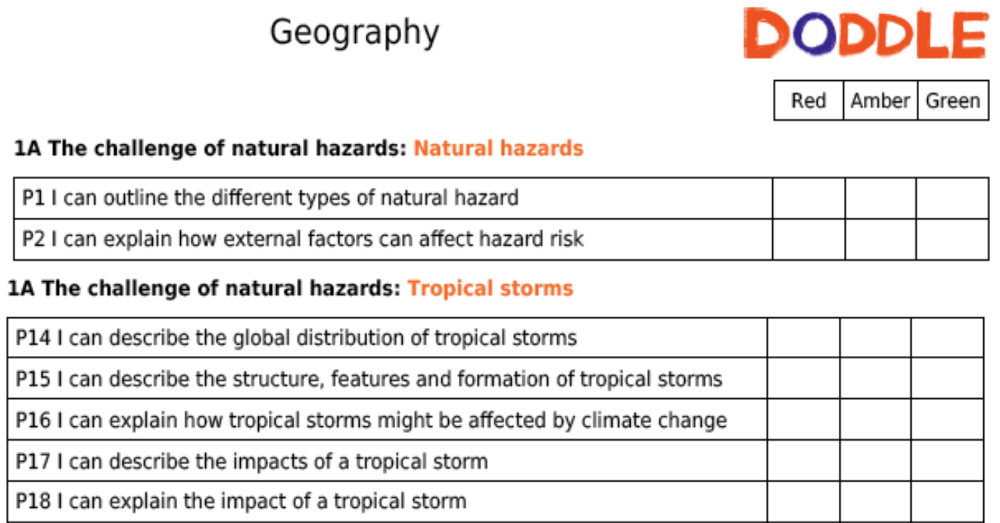 Geography
DODDLE
Red Amber Green
1A The challenge of natural hazards: Natural hazards
P1 I can outline the different types of natural hazard
P2 I can explain how external factors can affect hazard risk
1A The challenge of natural hazards: Tropical storms
P14 I can describe the global distribution of tropical storms
P15 I can describe the structure, features and formation of tropical storms
P16 I can explain how tropical storms might be affected by climate change
P17 I can describe the impacts of a tropical storm
P18 I can explain the impact of a tropical storm